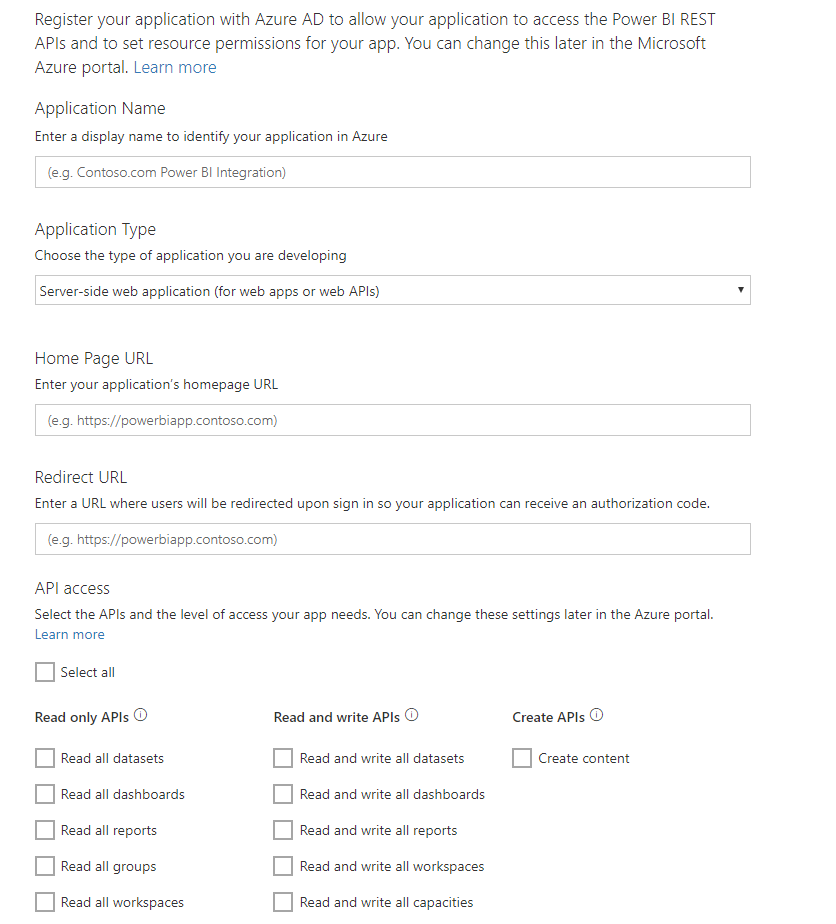 Register your application with Azure AD to allow your application to access the Power BI REST
APIs and to set resource permissions for your app. You can change this later in the Microsoft
Azure portal. Learn more
Application Name
Enter a display name to identify your application in Azure
(e.g. Contoso.com Power BI Integration)
Application Type
Choose the type of application you are developing
Server-side web application (for web apps or web APIs)
Home Page URL
Enter your application's homepage URL
(e.g. https://powerbiapp.contoso.com)
Redirect URL
Enter a URL where users will be redirected upon sign in so your application can receive an authorization code.
(e.g. https://powerbiapp.contoso.com)
API access
Select the APIs and the level of access your app needs. You can change these settings later in the Azure portal.
Learn more
Select all
Read only APIs
Read all datasets
Read all dashboards
Read all reports
Read all groups
Read all workspaces
Read and write APIs
Read and write all datasets
Read and write all dashboards
Read and write all reports
Read and write all workspaces
Read and write all capacities
Create APIs
Create content